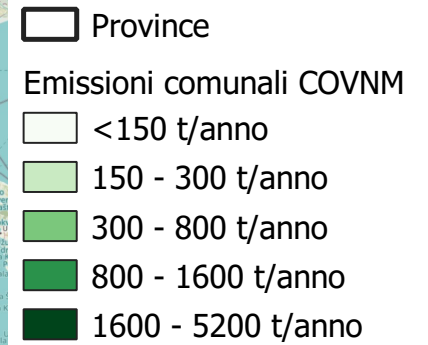 Province
Emissioni comunali COVNM
<150 t/anno
150 - 300 t/anno
300 - 800 t/anno
800 - 1600 t/anno
1600 - 5200 t/anno